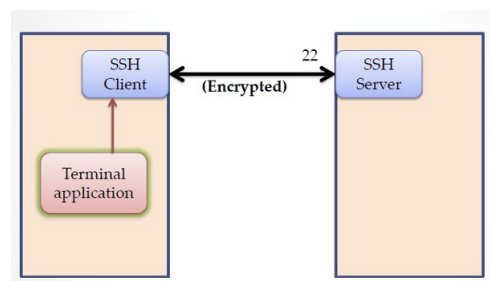 SSH
Client
22
(Encrypted)
SSH
Server
Terminal
application